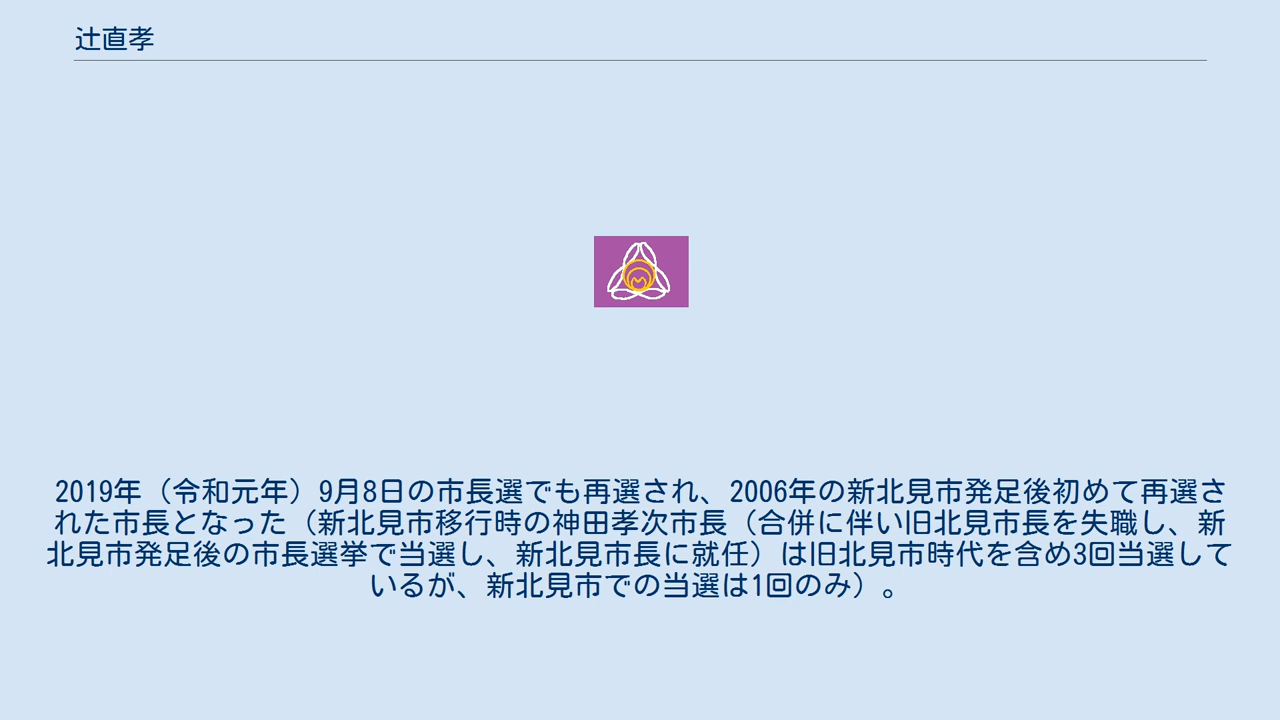 辻直孝
2019年（令和元年）9月8日の市長選でも再選され、2006年の新北見市発足後初めて再選さ
れた市長となった（新北見市移行時の神田孝次市長（合併に伴い旧北見市長を失職し、新
北見市発足後の市長選挙で当選し、新北見市長に就任）は旧北見市時代を含め3回当選して
いるが、新北見市での当選は1回のみ）。